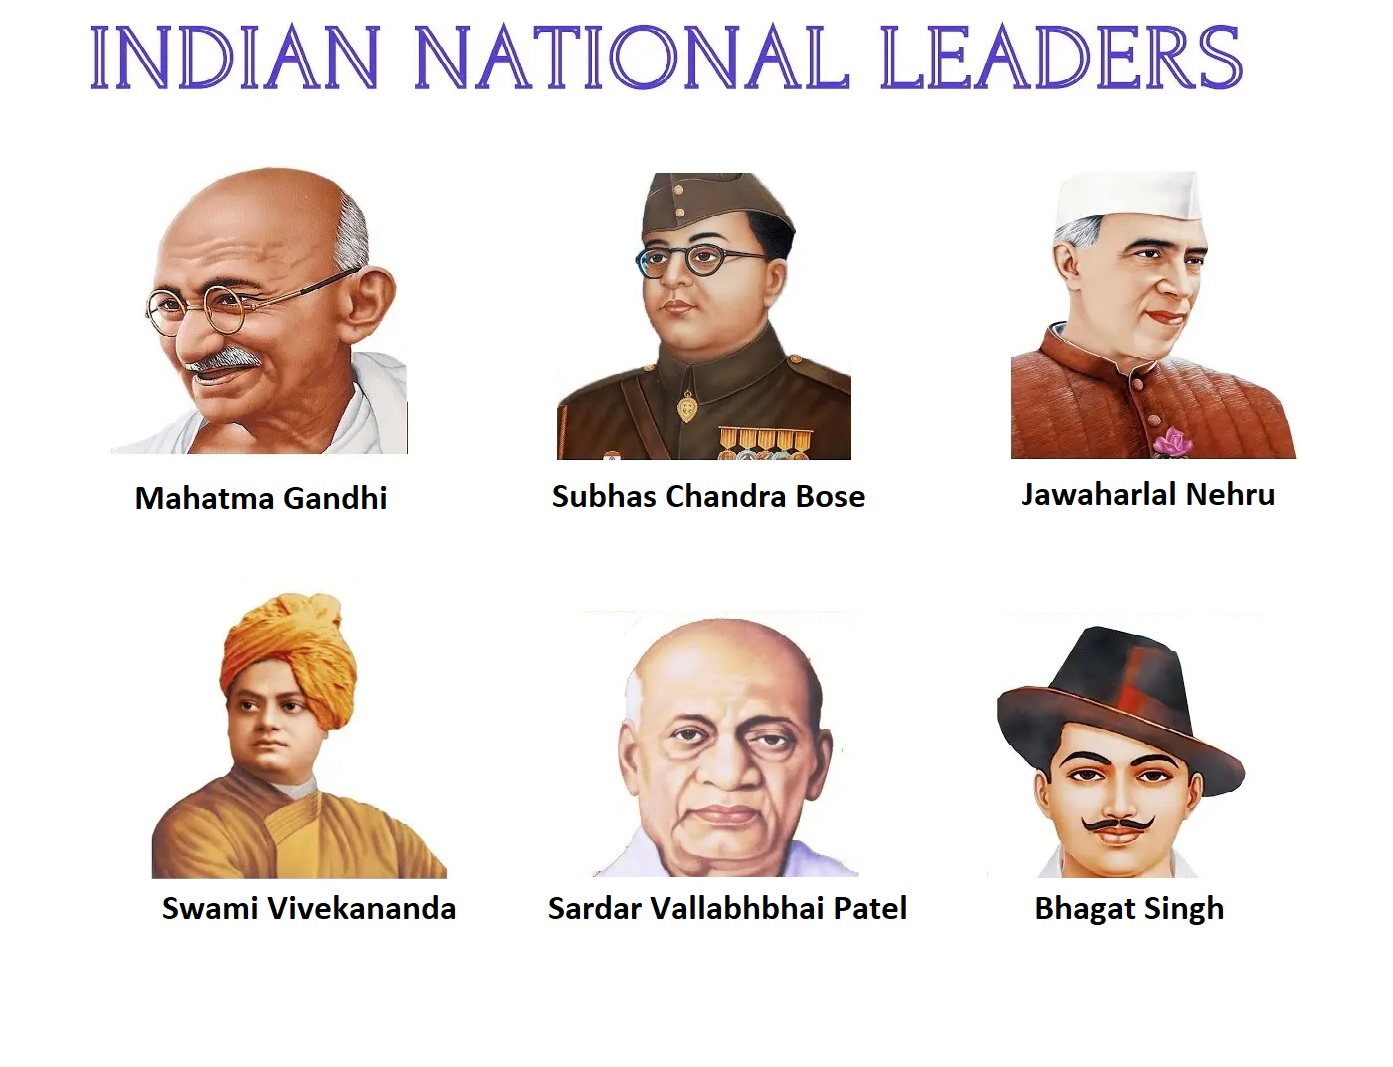 INDIAN NATIONAL LEADERS
Mahatma Gandhi
Subhas Chandra Bose
Jawaharlal Nehru
Swami Vivekananda
Sardar Vallabhbhai Patel
Bhagat Singh